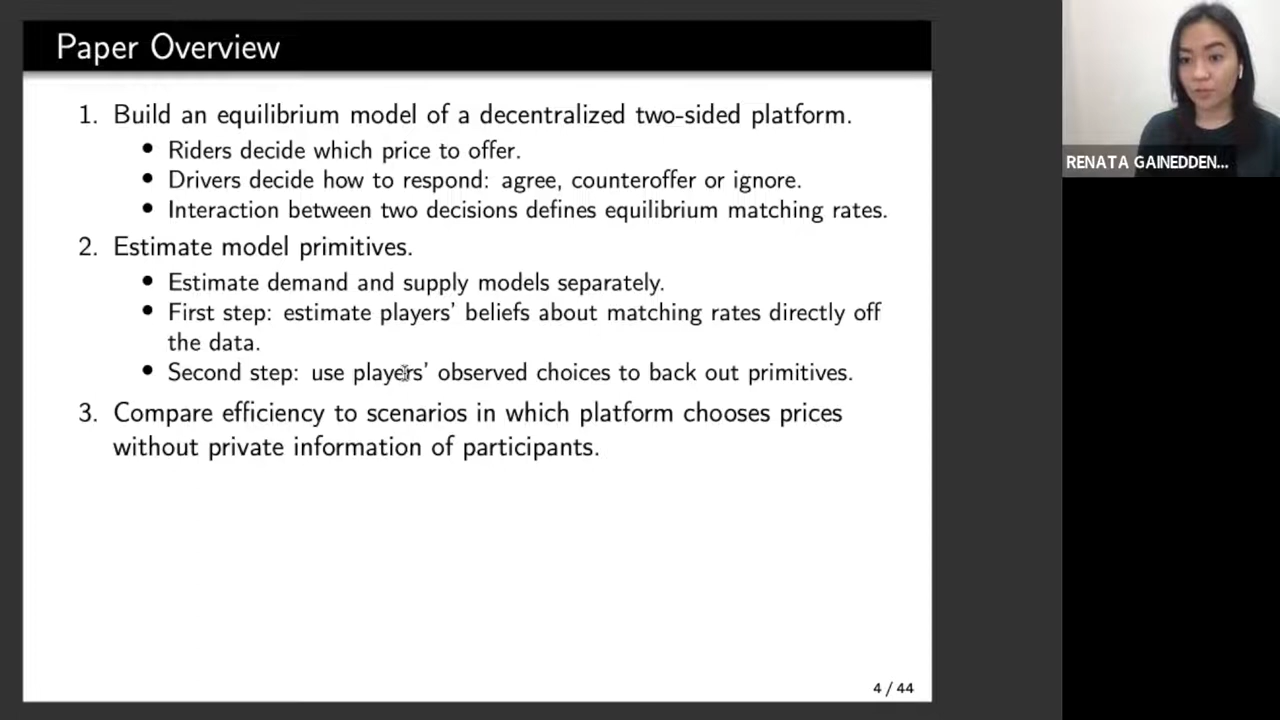 Paper Overview
1. Build an equilibrium model of a decentralized two-sided platform.
• Riders decide which price to offer.
• Drivers decide how to respond: agree, counteroffer or ignore.
• Interaction between two decisions defines equilibrium matching rates.
2. Estimate model primitives.
• Estimate demand and supply models separately.
• First step: estimate players' beliefs about matching rates directly off
the data.
• Second step: use players' observed choices to back out primitives.
3. Compare efficiency to scenarios in which platform chooses prices
without private information of participants.
4 / 44
RENATA GAINEDDEN...